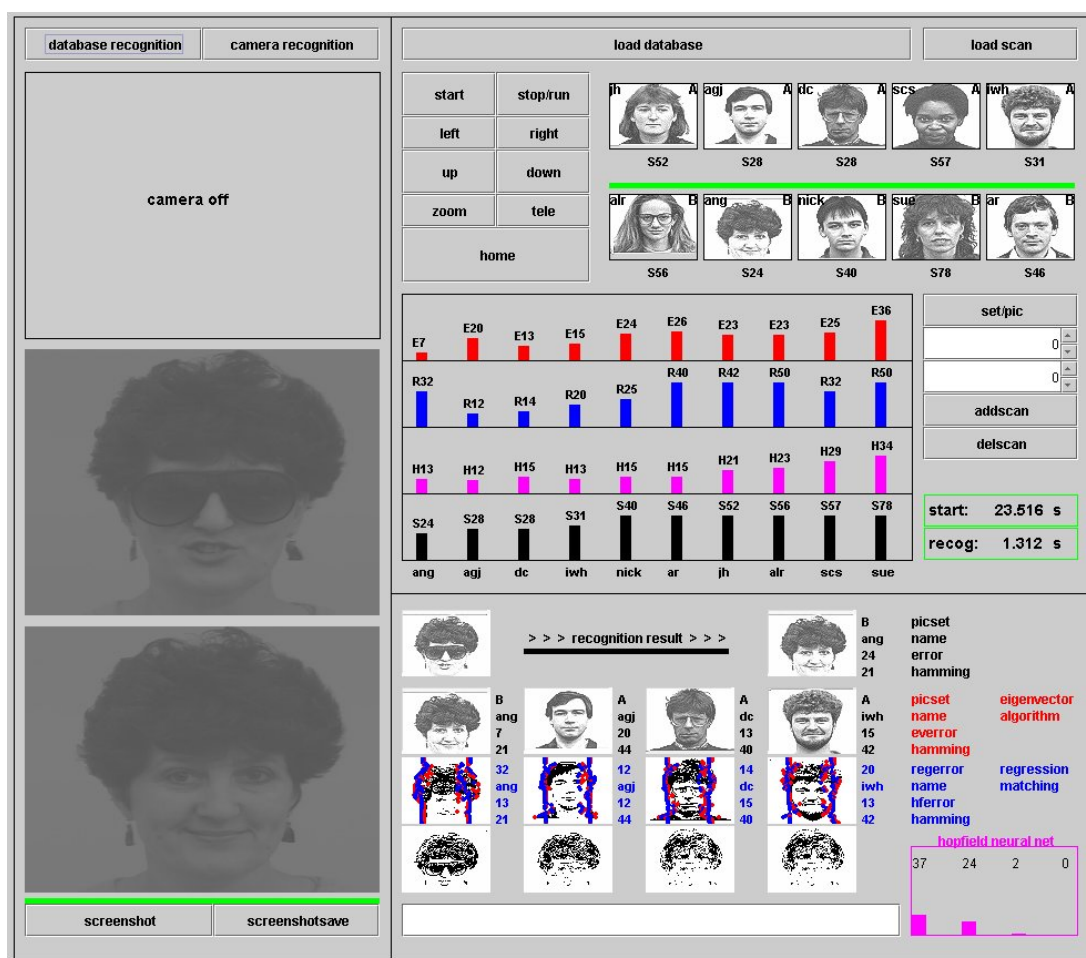 database recognition camera recognition
load database load scan
camera off
start stop/run
left right
up down
zoom tele
home
jh A agj A dc A scs A iwh A
S52 S28 S28 S57 S31
alr B ang B nick B sue B ar B
S56 S24 S40 S78 S46
E7 E20 E13 E15 E24 E26 E23 E23 E25 E36
R32 R12 R14 R20 R25 R40 R42 R50 R32 R50
H13 H12 H15 H13 H15 H15 H21 H23 H29 H34
S24 S28 S28 S31 S40 S46 S52 S56 S57 S78
ang agj dc iwh nick ar jh alr scs sue
set/pic
0
0
addscan
delscan
start: 23.516 s
recog: 1.312 s
> > > recognition result > > >
B picset
ang name
24 error
21 hamming
B A A A picset eigenvector
ang agj dc iwh name algorithm
7 20 13 15 everror
21 44 40 42 hamming
32 12 14 20 regerror regression
ang agj dc iwh name matching
13 12 15 13 hferror
21 44 40 42 hamming
hopfield neural net
37 24 2 0
screenshot screenshotsave